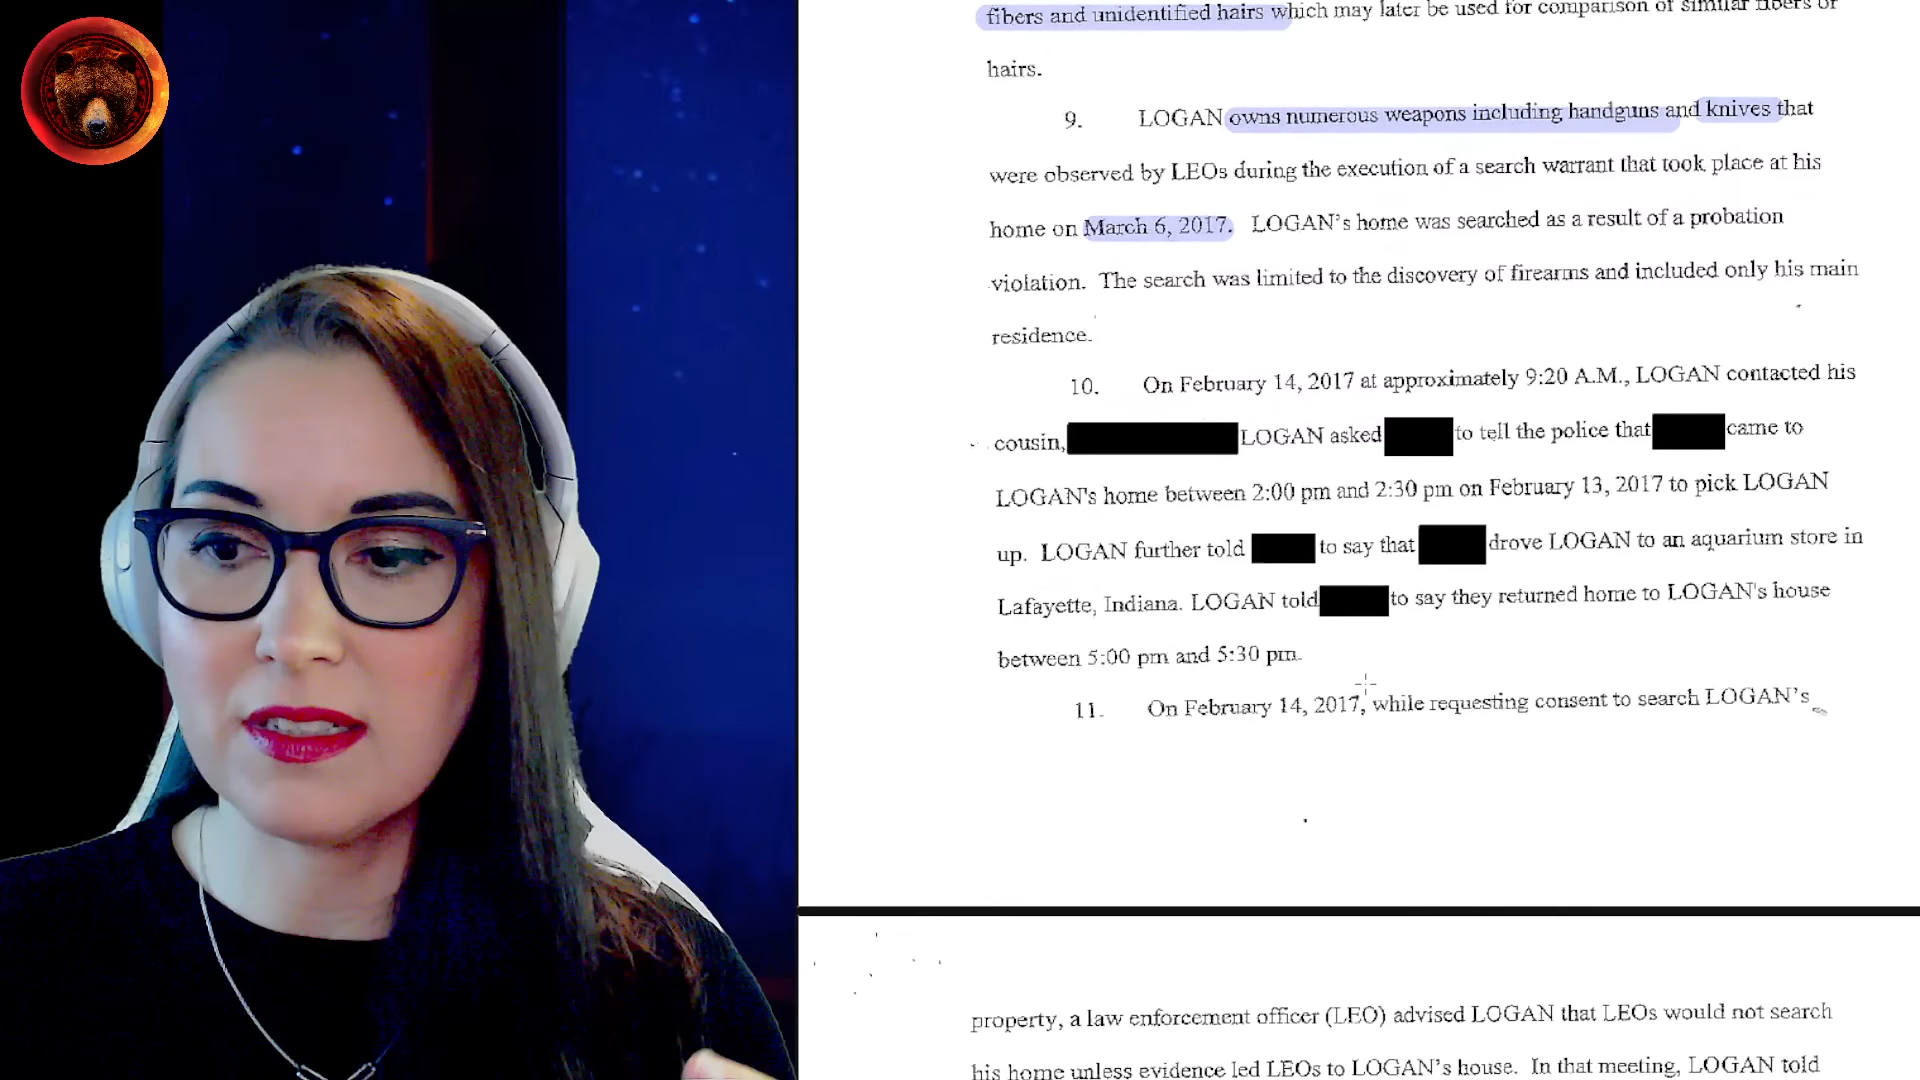 fibers and unidentified hairs which may later be used for comparison of similar fibers or
hairs.
9. LOGAN owns numerous weapons including handguns and knives that
were observed by LEOs during the execution of a search warrant that took place at his
home on March 6, 2017. LOGAN's home was searched as a result of a probation
violation. The search was limited to the discovery of firearms and included only his main
residence.
10. On February 14, 2017 at approximately 9:20 A.M., LOGAN contacted his
cousin, LOGAN asked to tell the police that came to
LOGAN's home between 2:00 pm and 2:30 pm on February 13, 2017 to pick LOGAN
up. LOGAN further told to say that drove LOGAN to an aquarium store in
Lafayette, Indiana. LOGAN told to say they returned home to LOGAN's house
between 5:00 pm and 5:30 pm.
11. On February 14, 2017, while requesting consent to search LOGAN's
property, a law enforcement officer (LEO) advised LOGAN that LEOs would not search
his home unless evidence led LEOs to LOGAN's house. In that meeting, LOGAN told